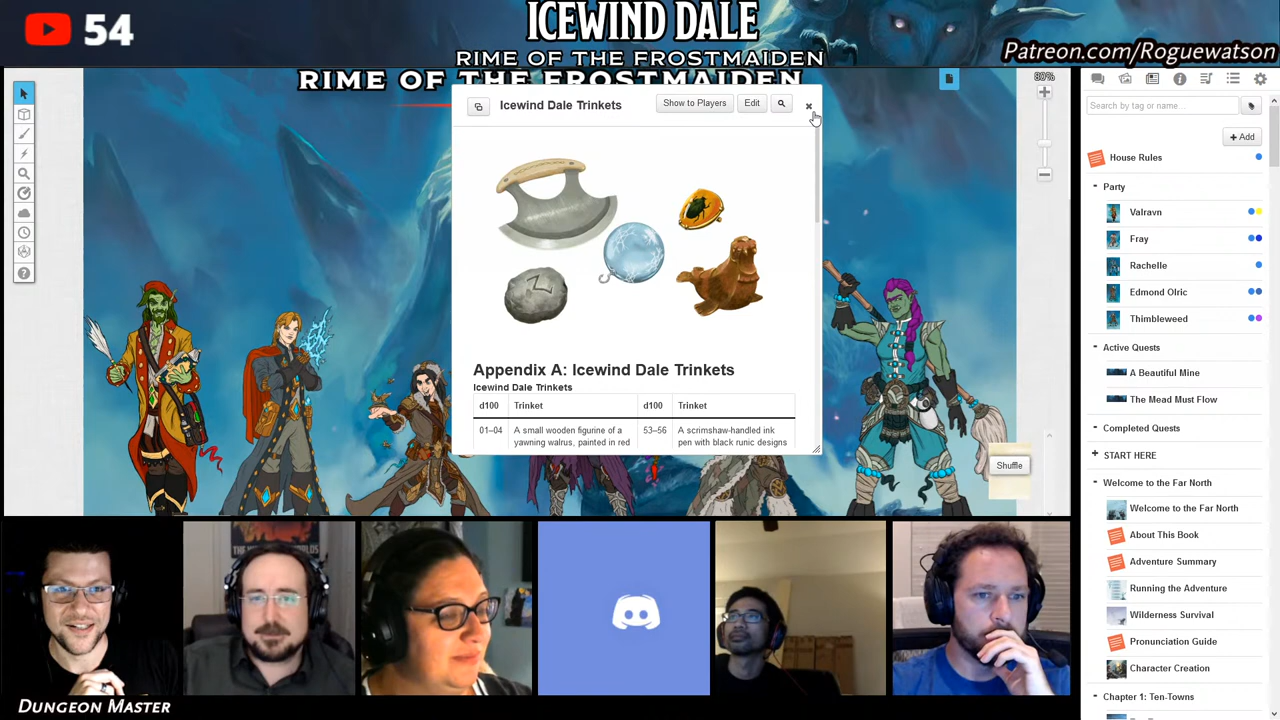 54
ICEWIND DALE
RIME OF THE FROSTMAIDEN
Patreon.com/Roguewatson
RIME OF THE FROSTMAIDEN
80%
Icewind Dale Trinkets
Show to Players
Edit
Appendix A: Icewind Dale Trinkets
Icewind Dale Trinkets
d100 Trinket d100 Trinket
01–04 A small wooden figurine of a 53–56 A scrimshaw-handled ink
yawning walrus, painted in red pen with black runic designs
Shuffle
Search by tag or name...
+ Add
House Rules
Party
Valravn
Fray
Rachelle
Edmond Olric
Thimbleweed
Active Quests
A Beautiful Mine
The Mead Must Flow
Completed Quests
START HERE
Welcome to the Far North
Welcome to the Far North
About This Book
Adventure Summary
Running the Adventure
Wilderness Survival
Pronunciation Guide
Character Creation
Chapter 1: Ten-Towns
DUNGEON MASTER